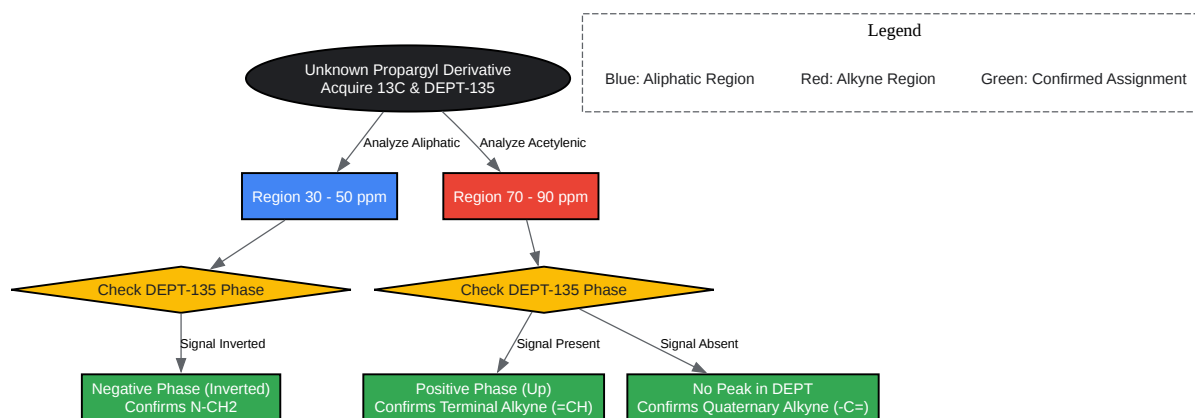 Legend
Blue: Aliphatic Region
Red: Alkyne Region
Green: Confirmed Assignment
Unknown Propargyl Derivative
Acquire 13C & DEPT-135
Analyze Aliphatic
Analyze Acetylenic
Region 30 - 50 ppm
Region 70 - 90 ppm
Check DEPT-135 Phase
Check DEPT-135 Phase
Signal Inverted
Signal Present
Signal Absent
Negative Phase (Inverted)
Confirms N-CH2
Positive Phase (Up)
Confirms Terminal Alkyne (=CH)
No Peak in DEPT
Confirms Quaternary Alkyne (-C=)